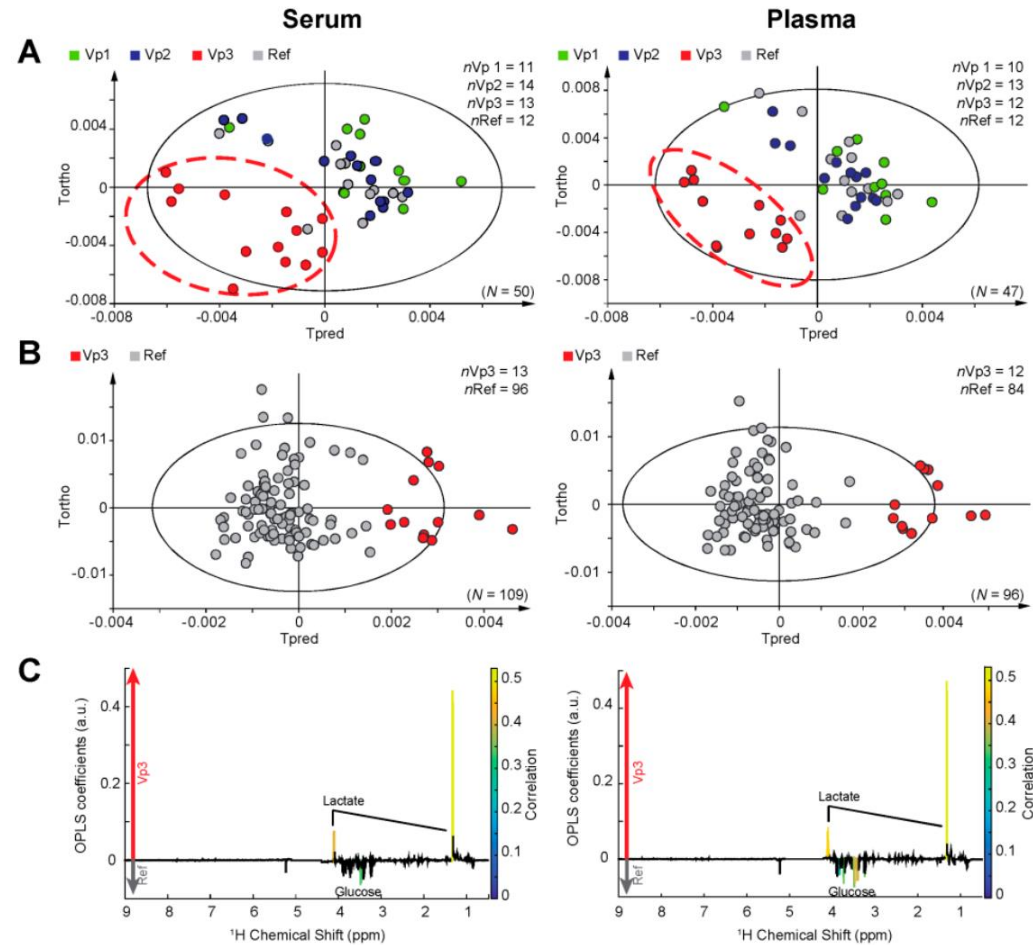 Serum
Plasma
A
Vp1 Vp2 Vp3 Ref
nVp 1 = 11
nVp2 = 14
nVp3 = 13
nRef = 12
0.004
0
-0.004
-0.008
Tortho
-0.008 -0.004 0 0.004
Tpred
(N = 50)
Vp1 Vp2 Vp3 Ref
nVp 1 = 10
nVp2 = 13
nVp3 = 12
nRef = 12
0.008
0.004
0
-0.004
-0.008
Tortho
-0.008 -0.004 0 0.004
Tpred
(N = 47)
B
Vp3 Ref
nVp3 = 13
nRef = 96
0.01
0
-0.01
Tortho
-0.004 -0.002 0 0.002 0.004
Tpred
(N = 109)
Vp3 Ref
nVp3 = 12
nRef = 84
0.01
0
-0.01
Tortho
-0.004 -0.002 0 0.002 0.004 0.006
Tpred
(N = 96)
C
OPLS coefficients (a.u.)
0.4
0.2
0
Vp3
Ref
Lactate
Glucose
9 8 7 6 5 4 3 2 1
¹H Chemical Shift (ppm)
0.5
0.4
0.3
0.2
0.1
0
Correlation
OPLS coefficients (a.u.)
0.4
0.2
0
Vp3
Ref
Lactate
Glucose
9 8 7 6 5 4 3 2 1
¹H Chemical Shift (ppm)
0.5
0.4
0.3
0.2
0.1
0
Correlation